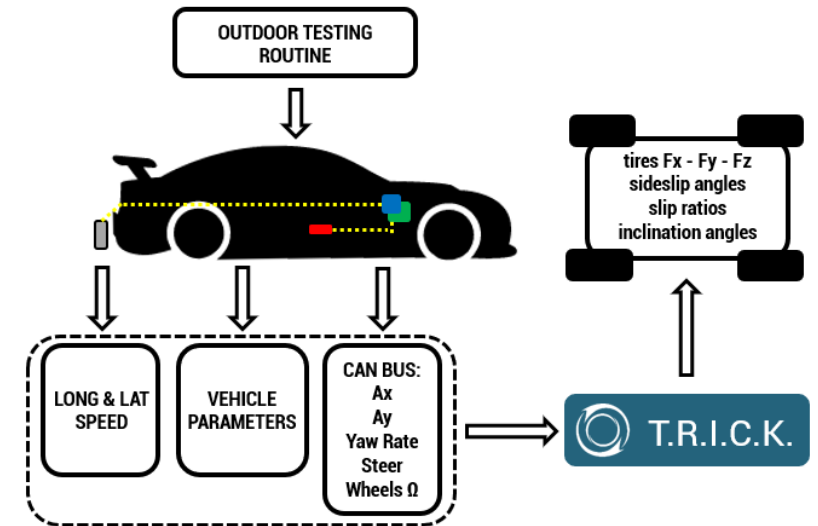 OUTDOOR TESTING
ROUTINE
tires Fx - Fy - Fz
sideslip angles
slip ratios
inclination angles
LONG & LAT
SPEED
VEHICLE
PARAMETERS
CAN BUS:
Ax
Ay
Yaw Rate
Steer
Wheels Ω
T.R.I.C.K.